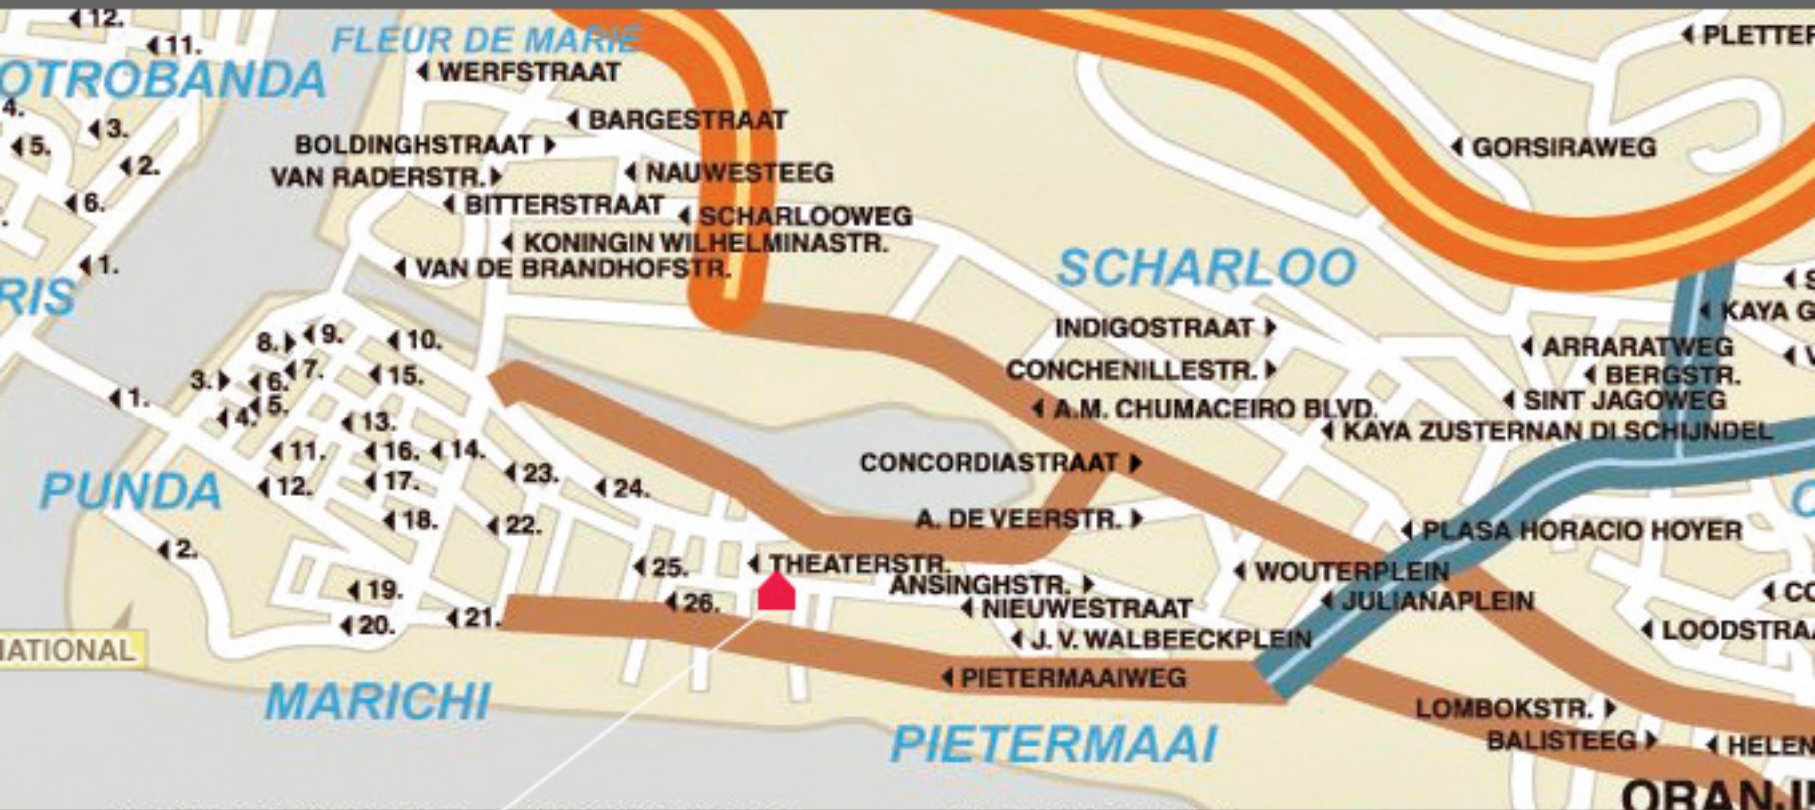 12.
11.
FLEUR DE MARIE
WERFSTRAAT
PLETTER
OTROBANDA
4.
3.
5.
2.
BARGESTRAAT
BOLDINGHSTRAAT
GORSIRAWEG
VAN RADERSTR.
NAUWESTEEG
6.
BITTERSTRAAT
SCHARLOOWEG
KONINGIN WILHELMINASTR.
1.
VAN DE BRANDHOFSTR.
SCHARLOO
RIS
KAYA G
8.
9.
10.
INDIGOSTRAAT
ARRARATWEG
3.
6.
7.
15.
CONCHENILLESTR.
BERGSTR.
1.
4.
5.
13.
A.M. CHUMACEIRO BLVD.
SINT JAGOWEG
KAYA ZUSTERNAN DI SCHIJNDEL
11.
16.
14.
CONCORDIASTRAAT
PUNDA
12.
17.
23.
24.
18.
22.
A. DE VEERSTR.
PLASA HORACIO HOYER
2.
25.
THEATERSTR.
WOUTERPLEIN
19.
ANSINGHSTR.
26.
NIEUWESTRAAT
JULIANAPLEIN
CO
20.
21.
J. V. WALBEECKPLEIN
LOODSTRAA
NATIONAL
PIETERMAAIWEG
MARICHI
LOMBOKSTR.
PIETERMAAI
BALISTEEG
HELEN
ORANJE